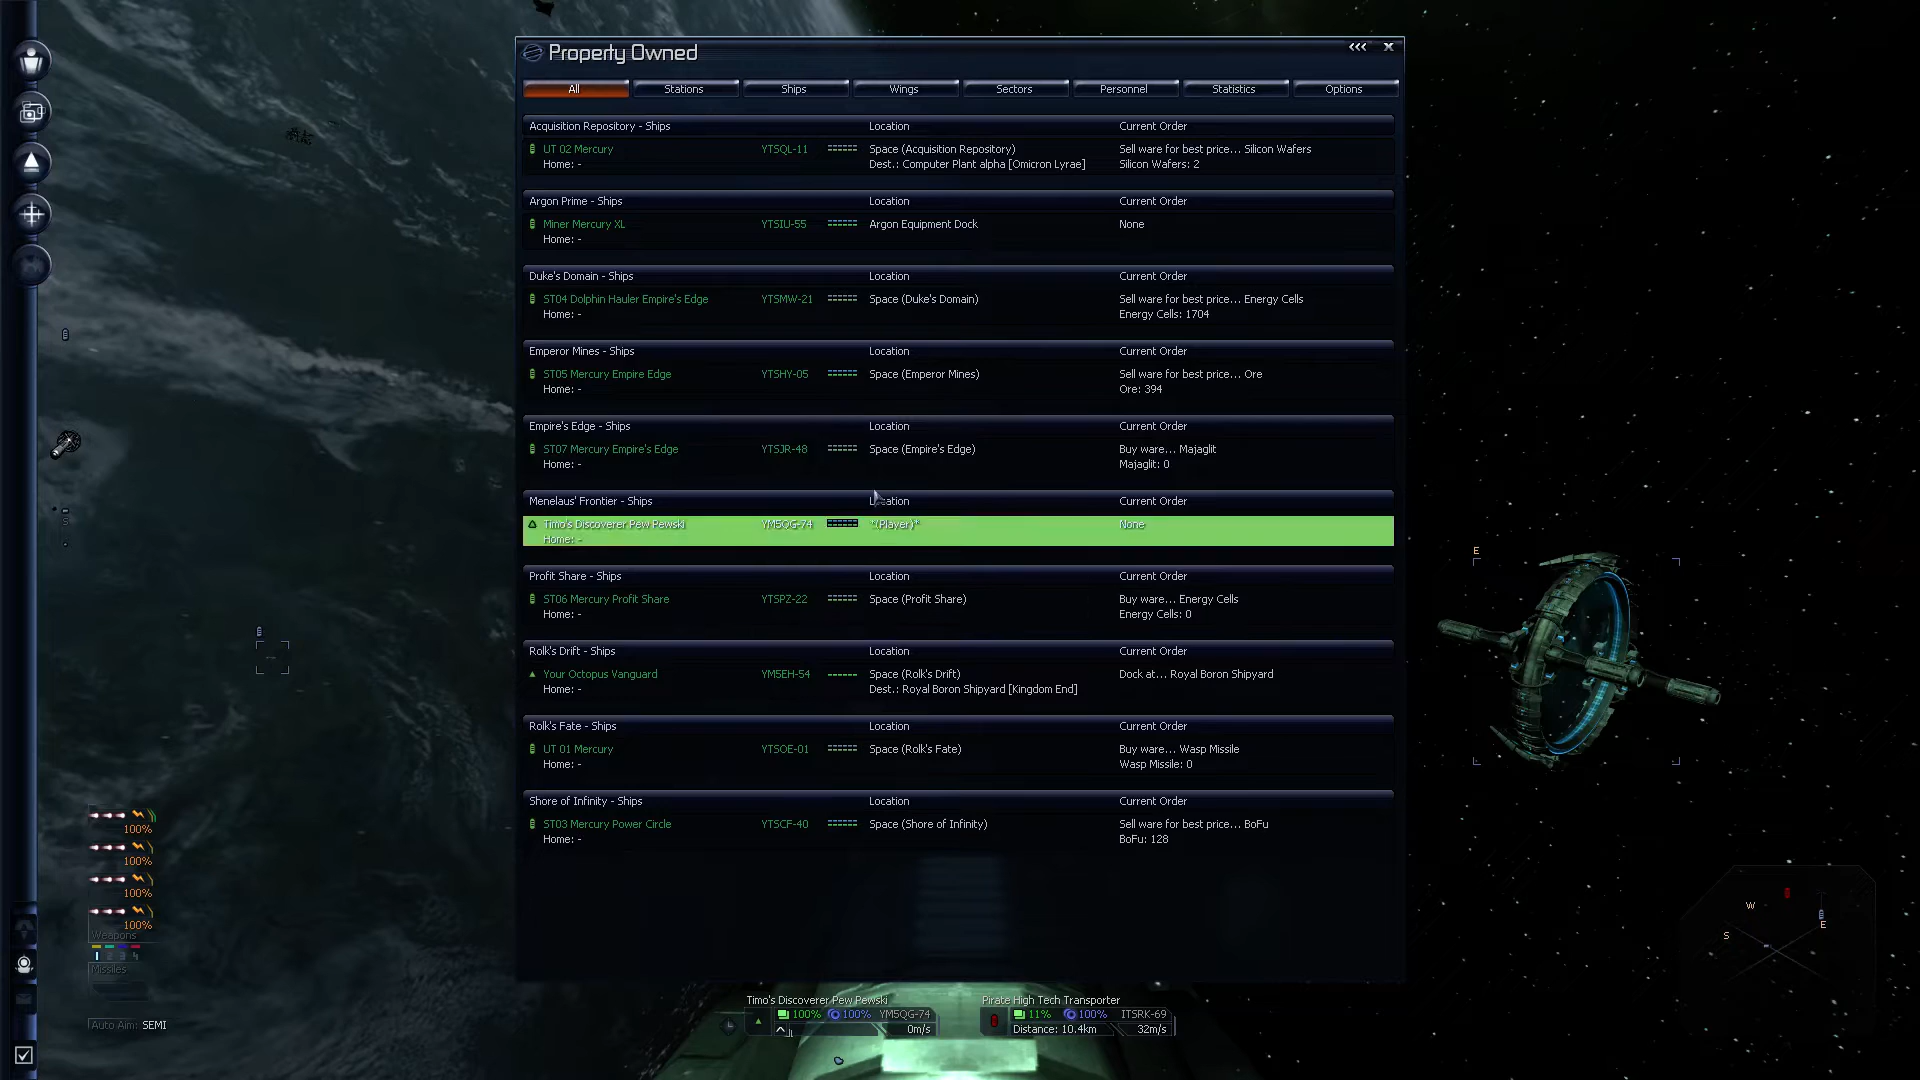 Property Owned
<<< X
All Stations Ships Wings Sectors Personnel Statistics Options
Acquisition Repository - Ships Location Current Order
UT 02 Mercury YTSQL-11 Space (Acquisition Repository) Sell ware for best price... Silicon Wafers
Home: - Dest.: Computer Plant alpha [Omicron Lyrae] Silicon Wafers: 2
Argon Prime - Ships Location Current Order
Miner Mercury XL YTSIU-55 Argon Equipment Dock None
Home: -
Duke's Domain - Ships Location Current Order
ST04 Dolphin Hauler Empire's Edge YTSMW-21 Space (Duke's Domain) Sell ware for best price... Energy Cells
Home: - Energy Cells: 1704
Emperor Mines - Ships Location Current Order
ST05 Mercury Empire Edge YTSHY-05 Space (Emperor Mines) Sell ware for best price... Ore
Home: - Ore: 394
Empire's Edge - Ships Location Current Order
ST07 Mercury Empire's Edge YTSJR-48 Space (Empire's Edge) Buy ware... Majaglit
Home: - Majaglit: 0
Menelaus' Frontier - Ships Location Current Order
Timo's Discoverer Pew Pewski YM5QG-74 *(Player)* None
Home: -
Profit Share - Ships Location Current Order
ST06 Mercury Profit Share YTSPZ-22 Space (Profit Share) Buy ware... Energy Cells
Home: - Energy Cells: 0
Rolk's Drift - Ships Location Current Order
Your Octopus Vanguard YM5EH-54 Space (Rolk's Drift) Dock at... Royal Boron Shipyard
Home: - Dest.: Royal Boron Shipyard [Kingdom End]
Rolk's Fate - Ships Location Current Order
UT 01 Mercury YTSOE-01 Space (Rolk's Fate) Buy ware... Wasp Missile
Home: - Wasp Missile: 0
Shore of Infinity - Ships Location Current Order
ST03 Mercury Power Circle YTSCF-40 Space (Shore of Infinity) Sell ware for best price... BoFu
Home: - BoFu: 128
S
E
100%
100%
100%
100%
Weapons
1 2 3 4
Missiles
Auto Aim: SEMI
Timo's Discoverer Pew Pewski
100% 100% YM5QG-74
0m/s
Pirate High Tech Transporter
11% 100% ITSRK-69
Distance: 10.4km 32m/s
W
E
S